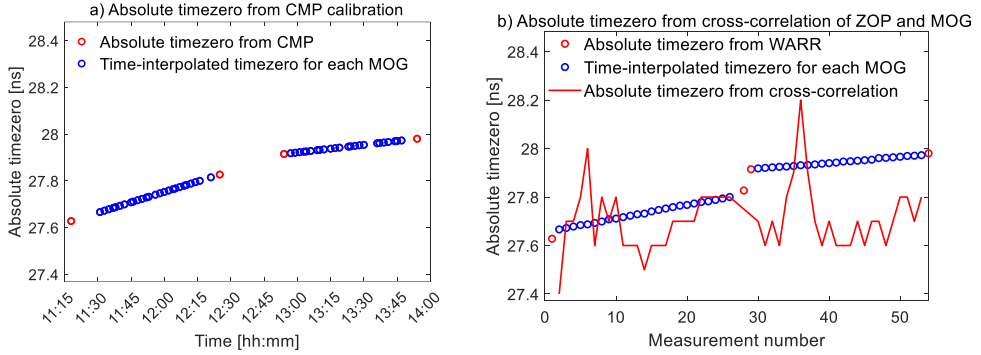 a) Absolute timezero from CMP calibration
Absolute timezero [ns]
28.4
28.2
28
27.8
27.6
27.4
Absolute timezero from CMP
Time-interpolated timezero for each MOG
11:15
11:30
11:45
12:00
12:15
12:30
12:45
13:00
13:15
13:30
13:45
14:00
Time [hh:mm]
b) Absolute timezero from cross-correlation of ZOP and MOG
Absolute timezero [ns]
28.4
28.2
28
27.8
27.6
27.4
Absolute timezero from WARR
Time-interpolated timezero for each MOG
Absolute timezero from cross-correlation
0
10
20
30
40
50
Measurement number